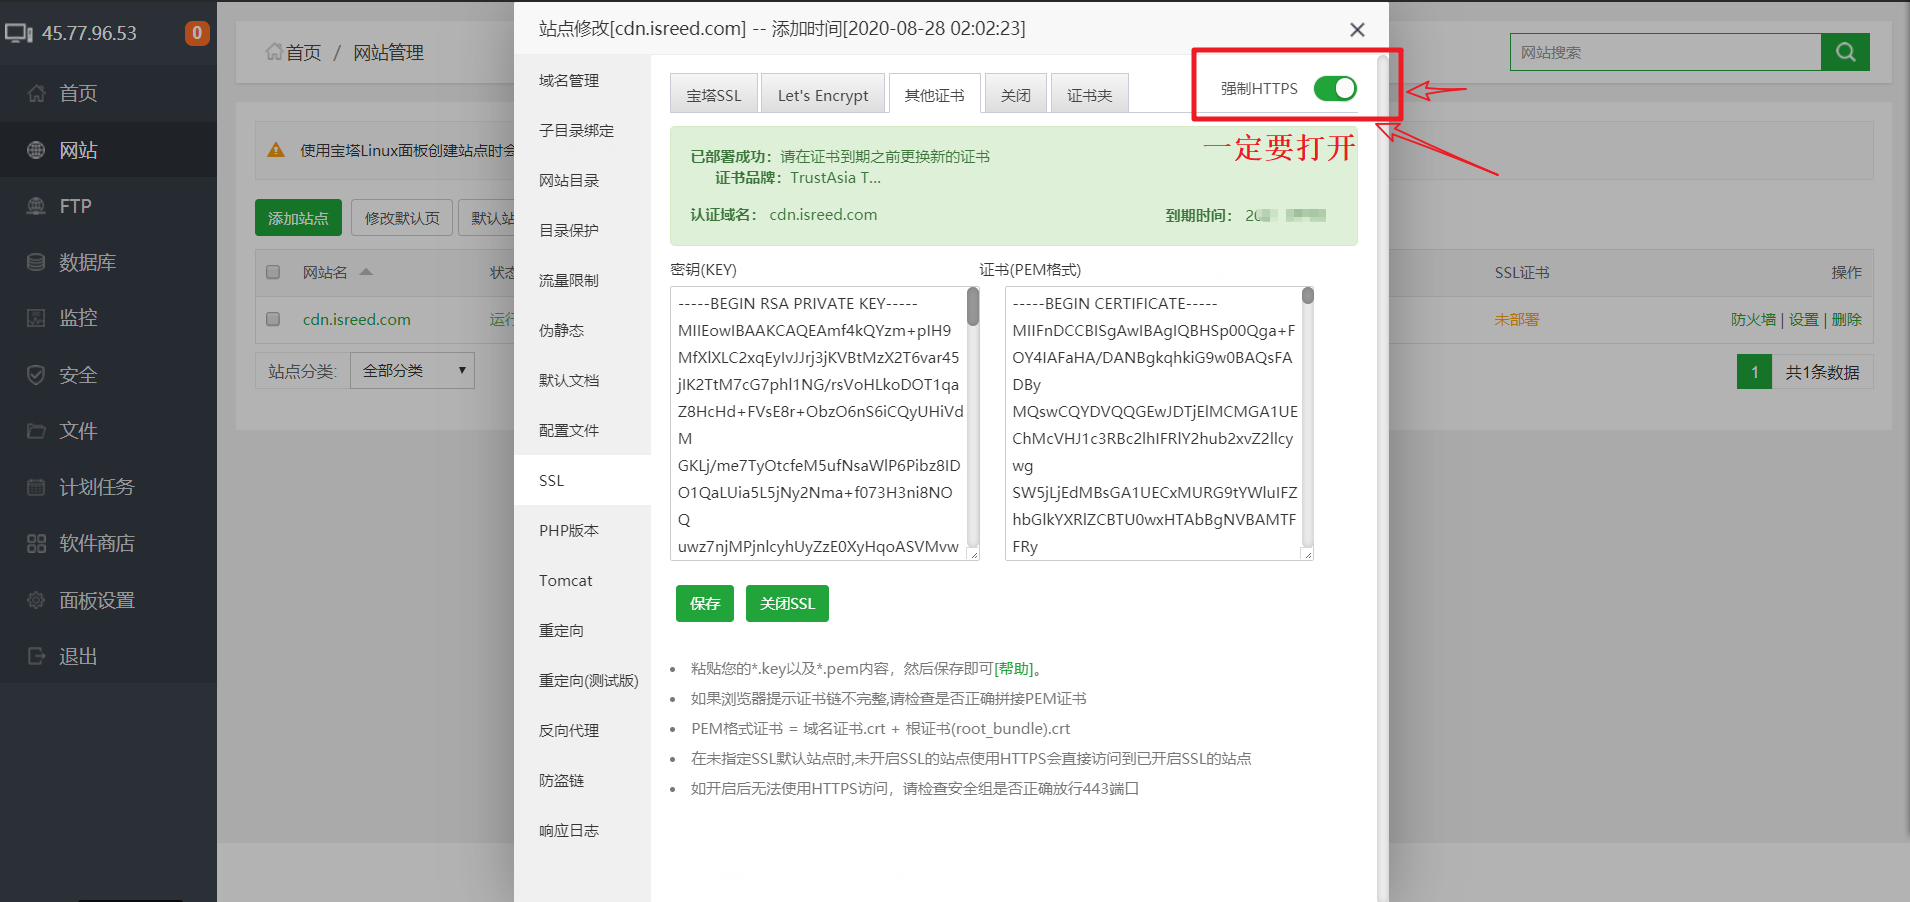 45.77.96.53
0
首页
网站
FTP
数据库
监控
安全
文件
计划任务
软件商店
面板设置
退出
首页 / 网站管理
网站搜索
使用宝塔Linux面板创建站点时会
添加站点
修改默认页
默认站
网站名
状态
SSL证书
操作
cdn.isreed.com
运行
未部署
防火墙 | 设置 | 删除
站点分类:
全部分类
1
共1条数据
站点修改[cdn.isreed.com] -- 添加时间[2020-08-28 02:02:23]
域名管理
子目录绑定
网站目录
目录保护
流量限制
伪静态
默认文档
配置文件
SSL
PHP版本
Tomcat
重定向
重定向(测试版)
反向代理
防盗链
响应日志
宝塔SSL
Let's Encrypt
其他证书
关闭
证书夹
强制HTTPS
一定要打开
已部署成功：请在证书到期之前更换新的证书
证书品牌：TrustAsia T...
认证域名： cdn.isreed.com
到期时间： 20
密钥(KEY)
-----BEGIN RSA PRIVATE KEY-----
MIIEowIBAAKCAQEAmf4kQYzm+pIH9
MfXlXLC2xqEyIvJJrj3jKVBtMzX2T6var45
jIK2TtM7cG7phl1NG/rsVoHLkoDOT1qa
Z8HcHd+FVsE8r+ObzO6nS6iCQyUHiVd
M
GKLj/me7TyOtcfeM5ufNsaWlP6Pibz8ID
O1QaLUia5L5jNy2Nma+f073H3ni8NO
Q
uwz7njMPjnlcyhUyZzE0XyHqoASVMvw
证书(PEM格式)
-----BEGIN CERTIFICATE-----
MIIFnDCCBISgAwIBAgIQBHSp00Qga+F
OY4IAFaHA/DANBgkqhkiG9w0BAQsFA
DBy
MQswCQYDVQQGEwJDTjElMCMGA1UE
ChMcVHJ1c3RBc2lhIFRlY2hub2xvZ2llcy
wg
SW5jLjEdMBsGA1UECxMURG9tYWluIFZ
hbGlkYXRlZCBTU0wxHTAbBgNVBAMTF
FRy
保存
关闭SSL
粘贴您的*.key以及*.pem内容，然后保存即可[帮助]。
如果浏览器提示证书链不完整,请检查是否正确拼接PEM证书
PEM格式证书 = 域名证书.crt + 根证书(root_bundle).crt
在未指定SSL默认站点时,未开启SSL的站点使用HTTPS会直接访问到已开启SSL的站点
如开启后无法使用HTTPS访问，请检查安全组是否正确放行443端口